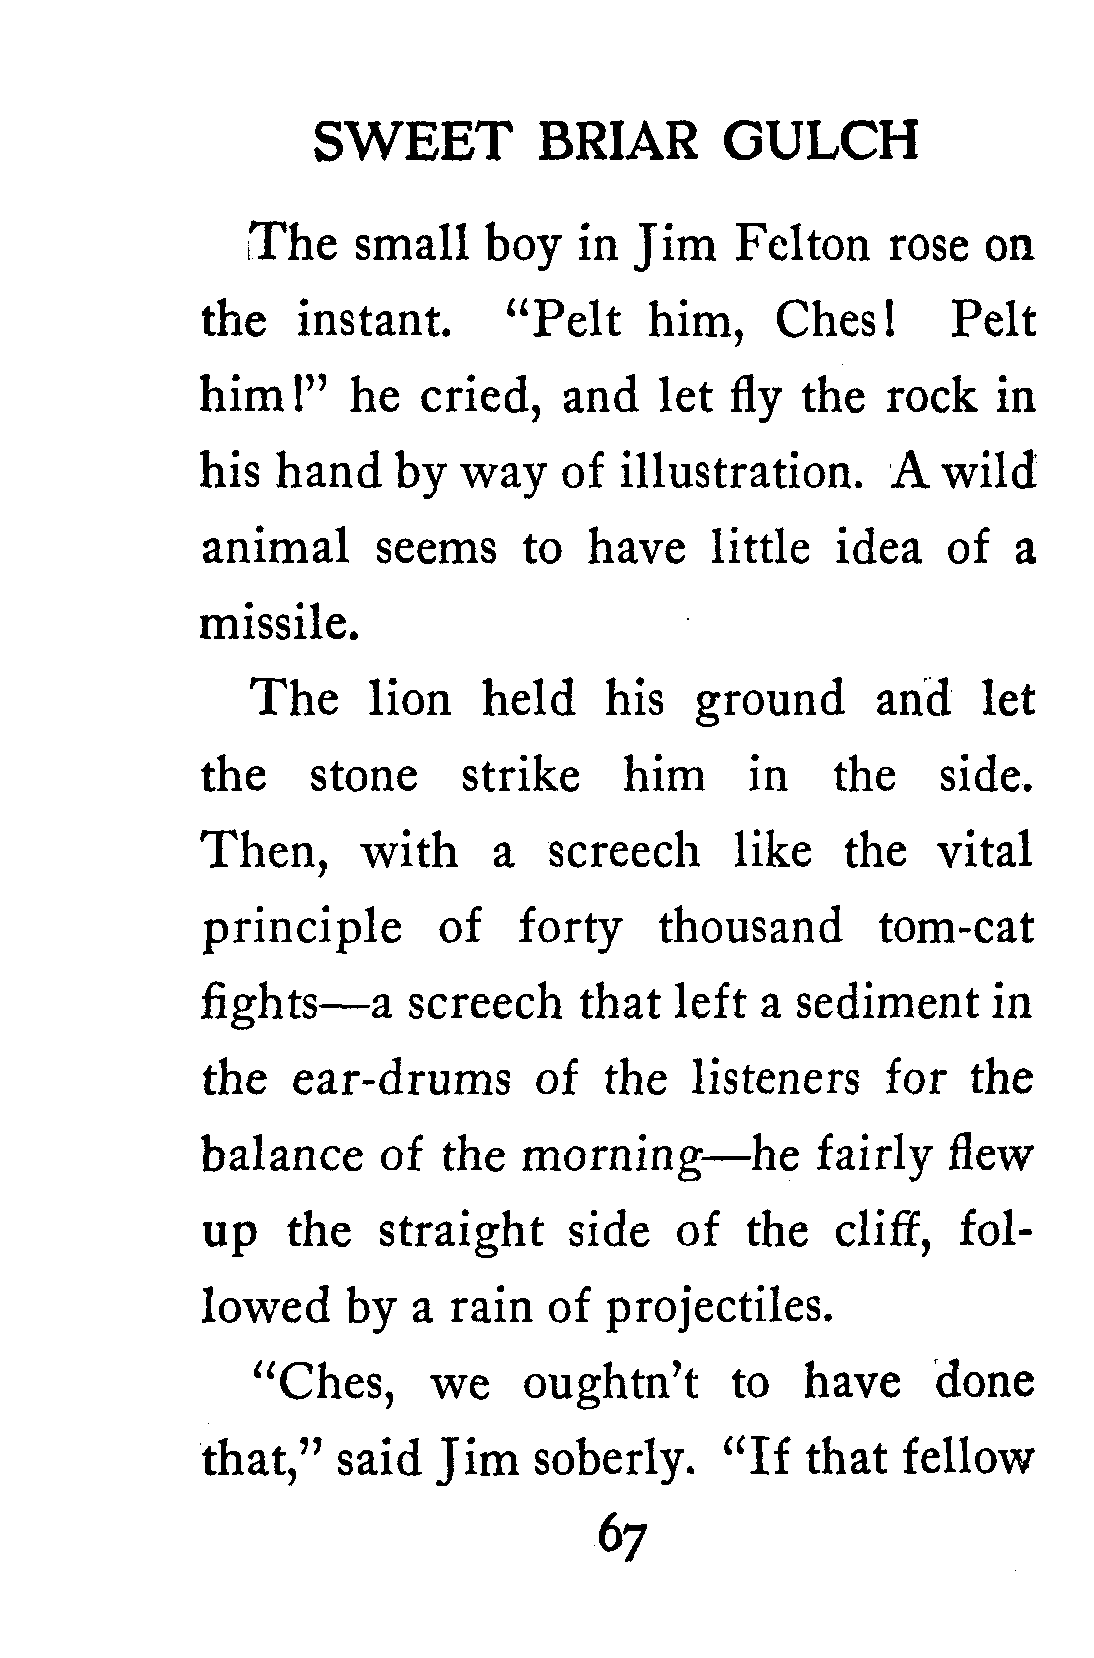 SWEET BRIAR GULCH
The small boy in Jim Felton rose on
the instant. “Pelt him, Ches! Pelt
him!” he cried, and let fly the rock in
his hand by way of illustration. A wild
animal seems to have little idea of a
missile.
The lion held his ground and let
the stone strike him in the side.
Then, with a screech like the vital
principle of forty thousand tom-cat
fights—a screech that left a sediment in
the ear-drums of the listeners for the
balance of the morning—he fairly flew
up the straight side of the cliff, fol-
lowed by a rain of projectiles.
“Ches, we oughtn’t to have done
that,” said Jim soberly. “If that fellow
67